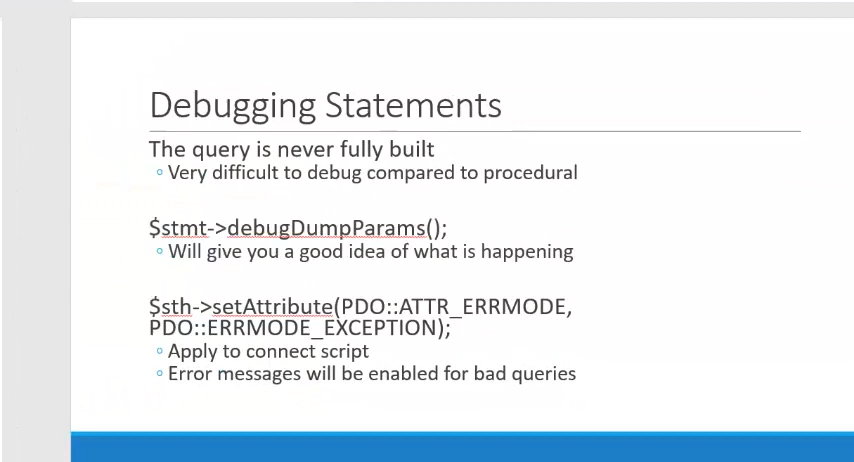 Debugging Statements
The query is never fully built
◦ Very difficult to debug compared to procedural
$stmt->debugDumpParams();
◦ Will give you a good idea of what is happening
$sth->setAttribute(PDO::ATTR_ERRMODE,
PDO::ERRMODE_EXCEPTION);
◦ Apply to connect script
◦ Error messages will be enabled for bad queries